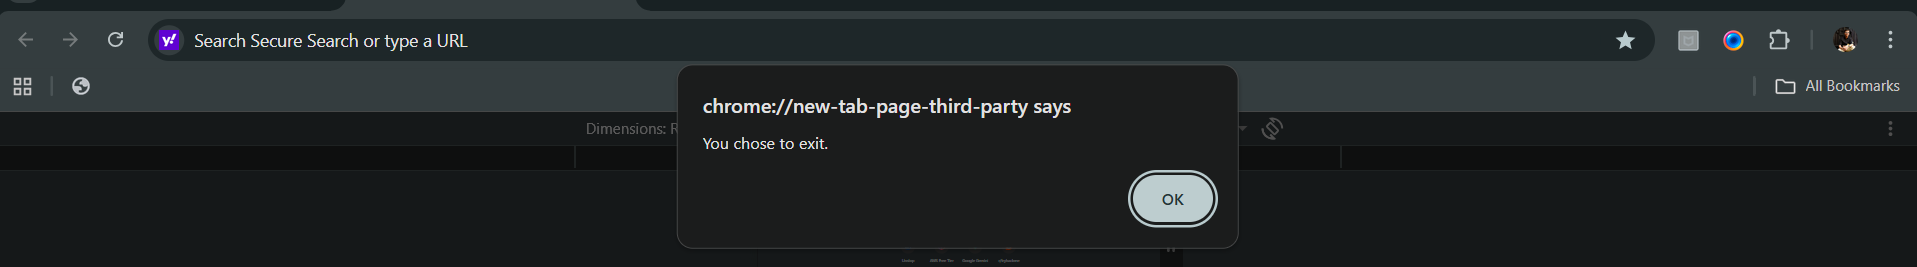 Search Secure Search or type a URL
All Bookmarks
chrome://new-tab-page-third-party says
Dimensions: R
You chose to exit.
OK